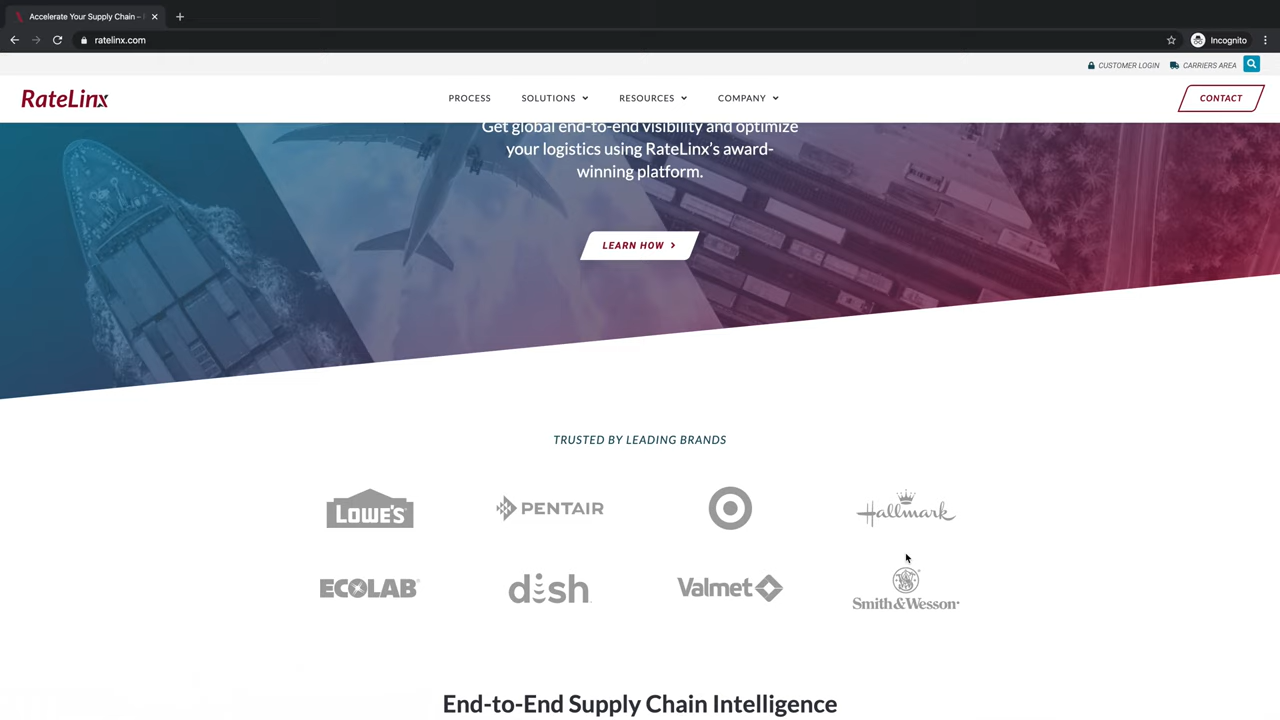 Accelerate Your Supply Chain –
ratelinx.com
Incognito
CUSTOMER LOGIN
CARRIERS AREA
RateLinx
PROCESS
SOLUTIONS
RESOURCES
COMPANY
CONTACT
Get global end-to-end visibility and optimize
your logistics using RateLinx's award-
winning platform.
LEARN HOW
TRUSTED BY LEADING BRANDS
LOWE'S
PENTAIR
Hallmark
ECOLAB
dish
Valmet
Smith&Wesson
End-to-End Supply Chain Intelligence